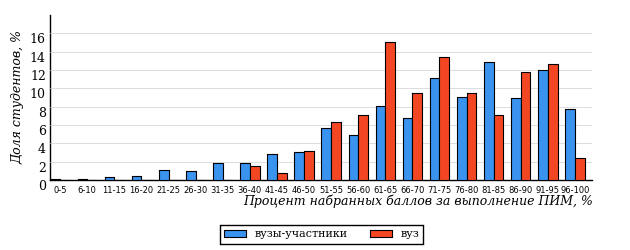 Доля студентов, %
16
14
12
10
8
6
4
2
0
0-5 6-10 11-15 16-20 21-25 26-30 31-35 36-40 41-45 46-50 51-55 56-60 61-65 66-70 71-75 76-80 81-85 86-90 91-95 96-100
Процент набранных баллов за выполнение ПИМ, %
вузы-участники вуз